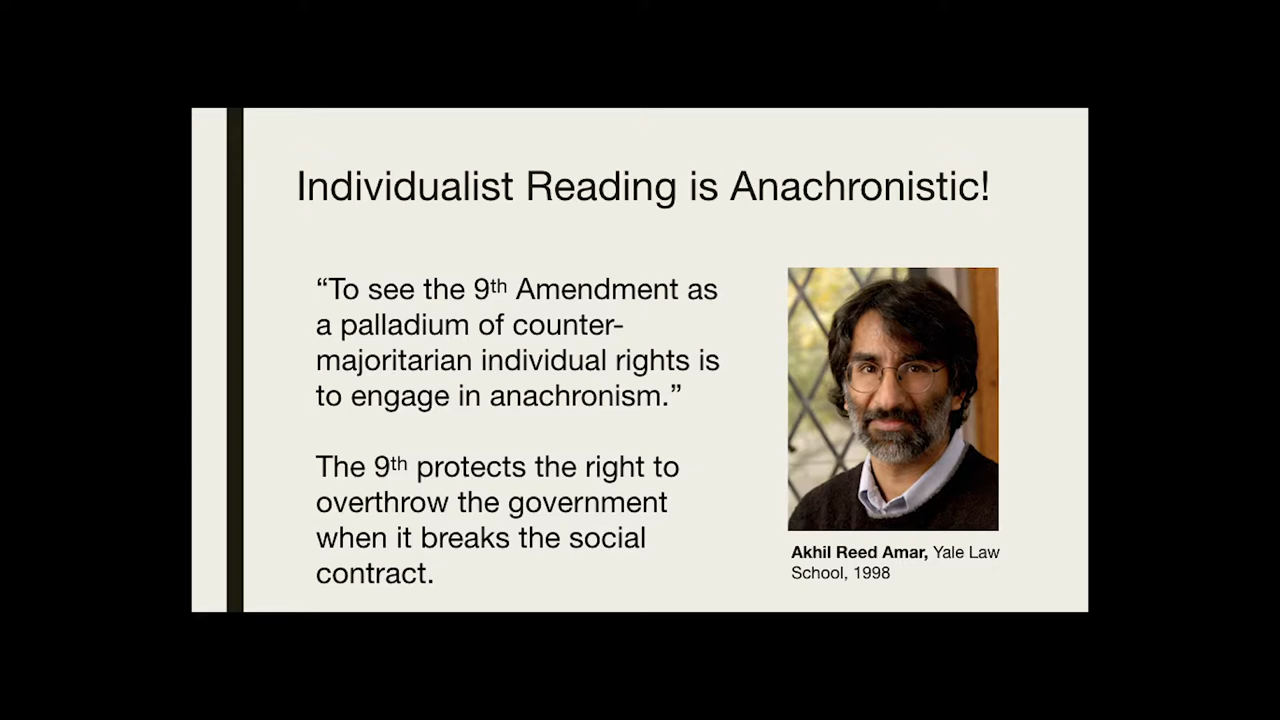 Individualist Reading is Anachronistic!
“To see the 9th Amendment as
a palladium of counter-
majoritarian individual rights is
to engage in anachronism.”
The 9th protects the right to
overthrow the government
when it breaks the social
contract.
Akhil Reed Amar, Yale Law
School, 1998